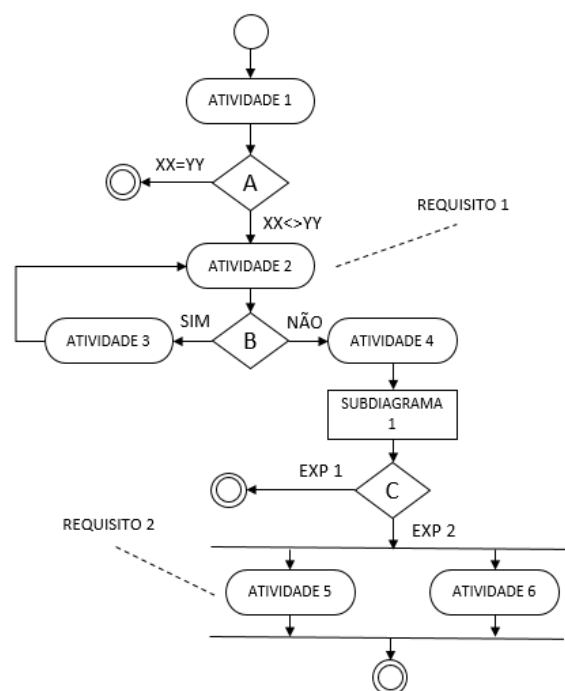 ATIVIDADE 1
XX=YY
A
XX<>YY
REQUISITO 1
ATIVIDADE 2
SIM
NÃO
ATIVIDADE 3
B
ATIVIDADE 4
SUBDIAGRAMA
1
EXP 1
C
EXP 2
REQUISITO 2
ATIVIDADE 5
ATIVIDADE 6